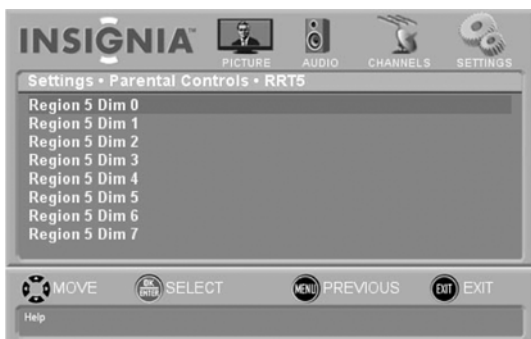 INSIGNIA™
PICTURE AUDIO CHANNELS SETTINGS
Settings • Parental Controls • RRT5
Region 5 Dim 0
Region 5 Dim 1
Region 5 Dim 2
Region 5 Dim 3
Region 5 Dim 4
Region 5 Dim 5
Region 5 Dim 6
Region 5 Dim 7
MOVE OK ENTER SELECT MENU PREVIOUS EXIT EXIT
Help